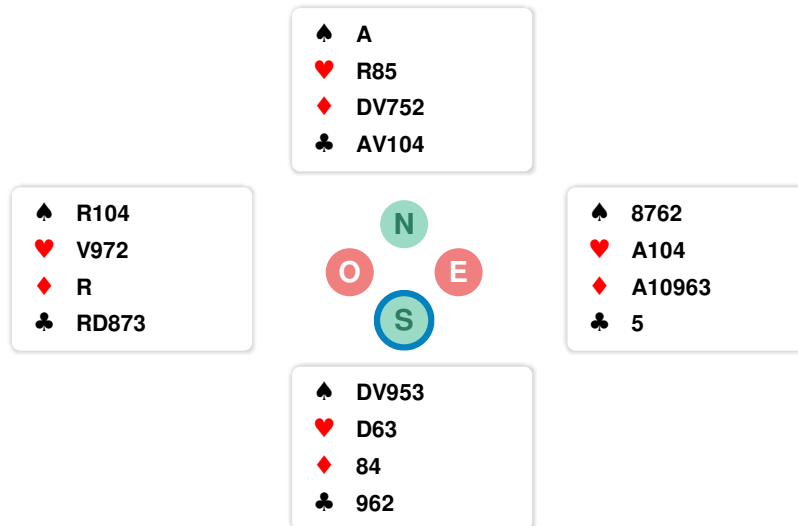 ♠ A
♥ R85
♦ DV752
♣ AV104
♠ R104
♥ V972
♦ R
♣ RD873
N
O E
S
♠ 8762
♥ A104
♦ A10963
♣ 5
♠ DV953
♥ D63
♦ 84
♣ 962